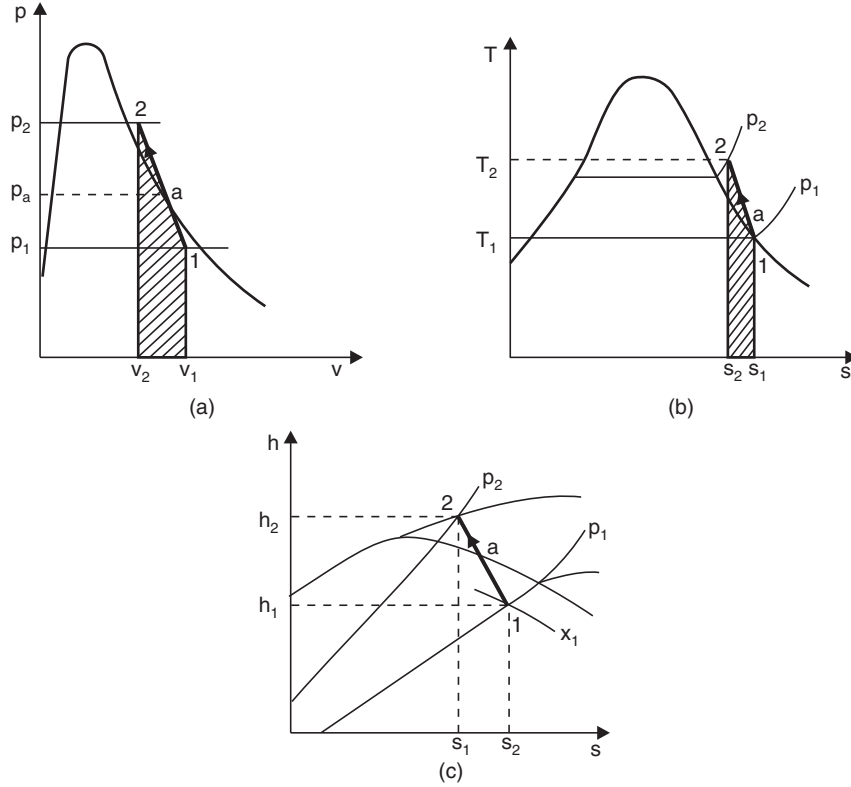 p
2
p₂
pₐ
a
p₁
1
v₂
v₁
v
(a)
T
p₂
2
T₂
p₁
a
T₁
1
s₂
s₁
s
(b)
h
p₂
2
h₂
p₁
a
h₁
1
x₁
s₁
s₂
s
(c)